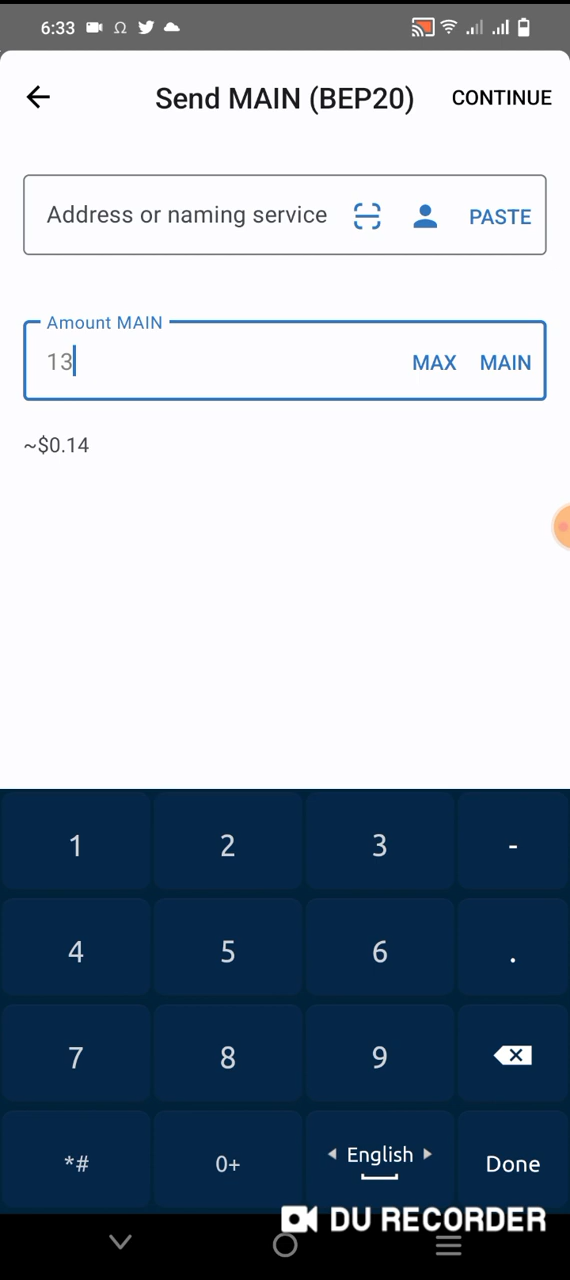 6:33
Send MAIN (BEP20)
CONTINUE
Address or naming service
PASTE
Amount MAIN
13
MAX
MAIN
~$0.14
1 2 3 -
4 5 6 .
7 8 9
*# 0+ English Done
DU RECORDER